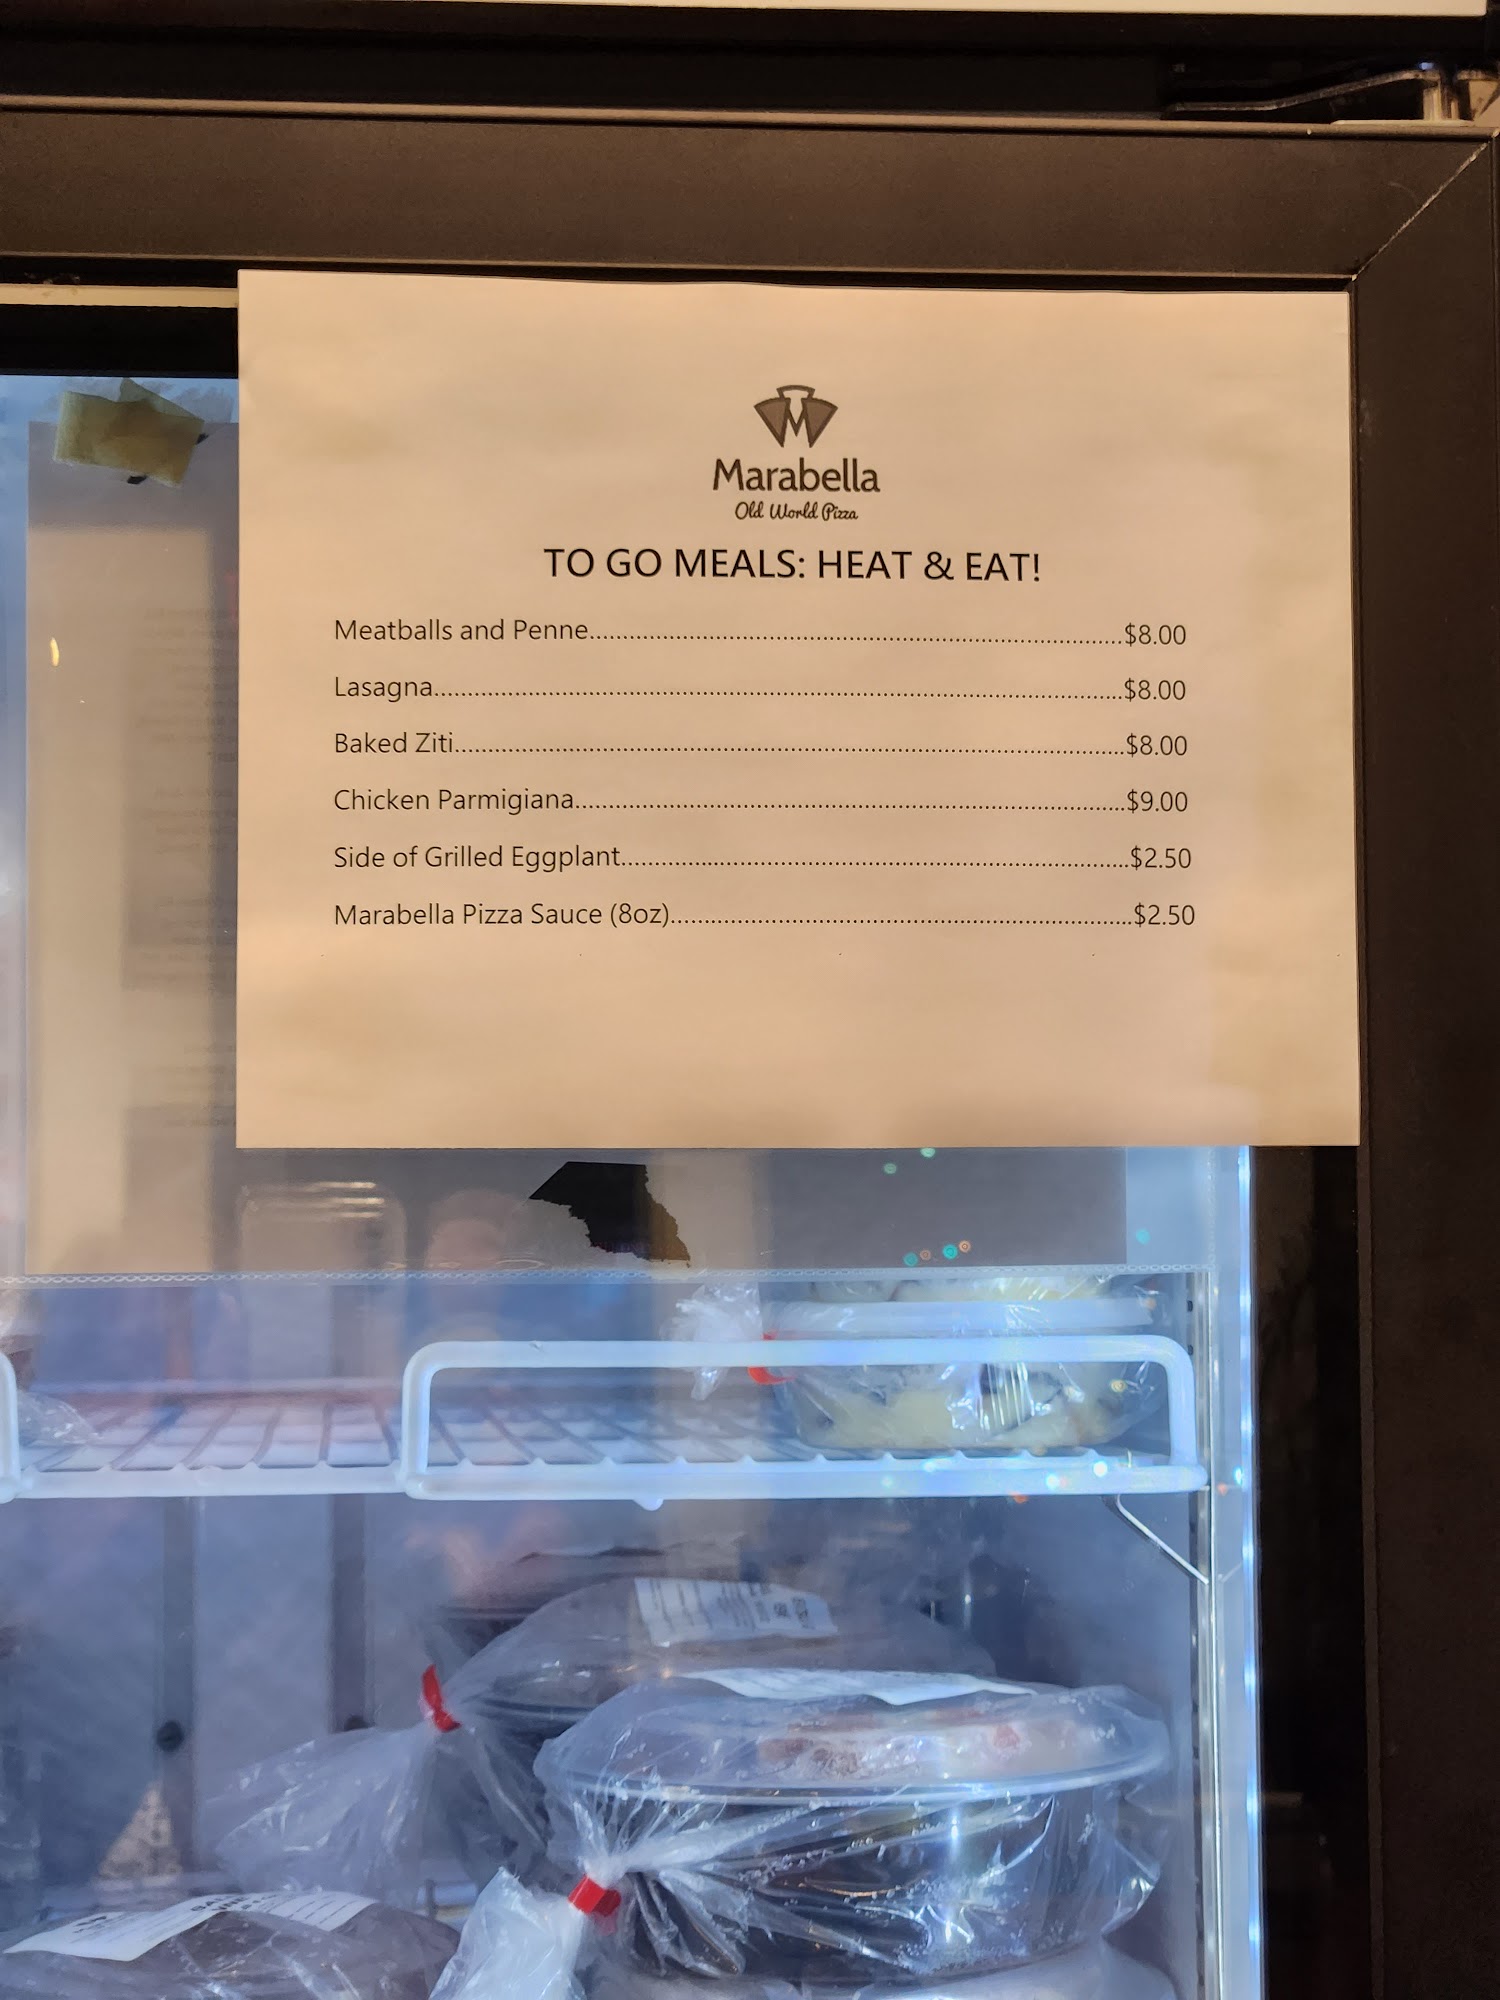 M
Marabella
Old World Pizza
TO GO MEALS: HEAT & EAT!
Meatballs and Penne........................................................................................$8.00
Lasagna...................................................................................................................$8.00
Baked Ziti................................................................................................................$8.00
Chicken Parmigiana............................................................................................$9.00
Side of Grilled Eggplant.....................................................................................$2.50
Marabella Pizza Sauce (8oz).............................................................................$2.50